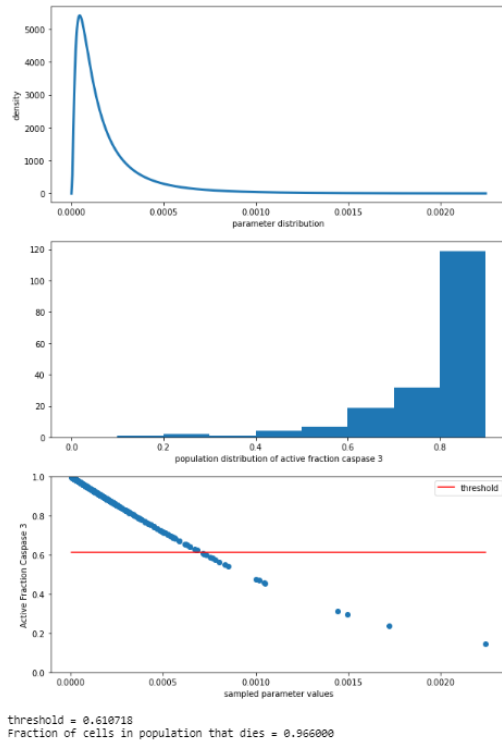 5000
4000
3000
2000
1000
0
density
0.0000 0.0005 0.0010 0.0015 0.0020
parameter distribution
120
100
80
60
40
20
0
0.0 0.2 0.4 0.6 0.8
population distribution of active fraction caspase 3
1.0
0.8
0.6
0.4
0.2
0.0
Active Fraction Caspase 3
threshold
0.0000 0.0005 0.0010 0.0015 0.0020
sampled parameter values
threshold = 0.610718
Fraction of cells in population that dies = 0.966000